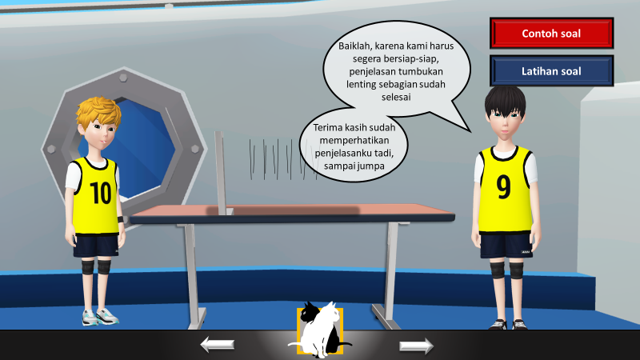 Contoh soal
Latihan soal
Baiklah, karena kami harus
segera bersiap-siap,
penjelasan tumbukan
lenting sebagian sudah
selesai
Terima kasih sudah
memperhatikan
penjelasanku tadi,
sampai jumpa
10
9